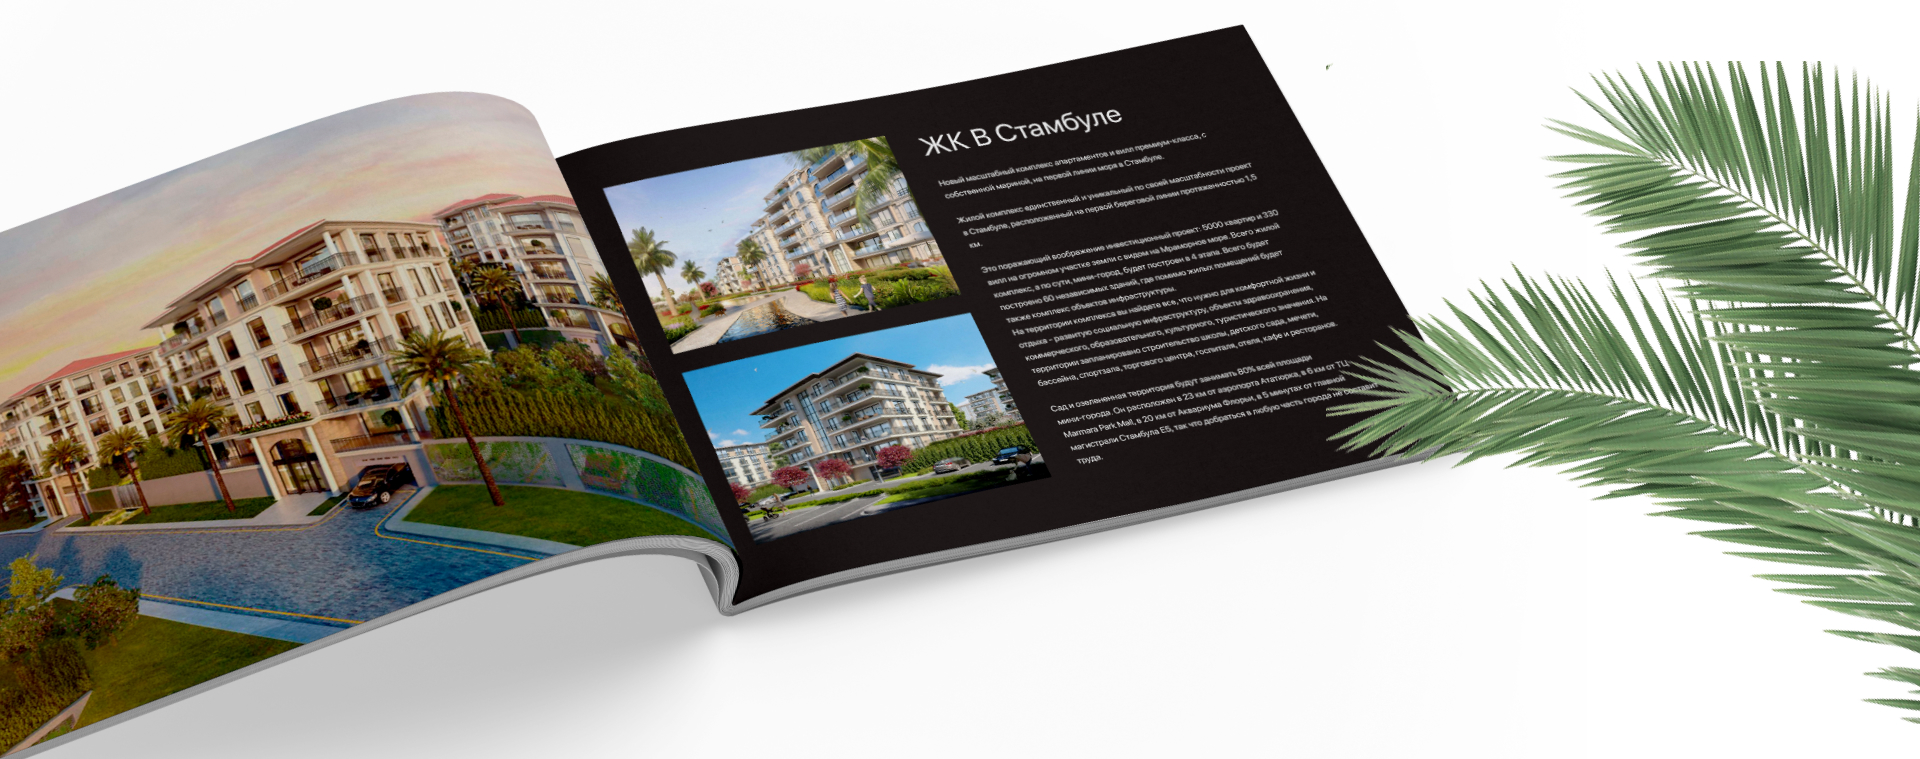 ЖК В Стамбуле
Новый масштабный комплекс апартаментов и вилл премиум-класса, с
собственной мариной, на первой линии моря в Стамбуле.
Жилой комплекс единственный и уникальный по своей масштабности проект
в Стамбуле, расположенный на первой береговой линии протяженностью 1,5
км.
Это поражающий воображение инвестиционный проект: 5000 квартир и 330
вилл на огромном участке земли с видом на Мраморное море. Всего жилой
комплекс, а по сути, мини-город, будет построен в 4 этапа. Всего будет
построено 60 независимых зданий, где помимо жилых помещений будет
также комплекс объектов инфраструктуры.
На территории комплекса вы найдете все, что нужно для комфортной жизни и
отдыха - развитую социальную инфраструктуру, объекты здравоохранения,
коммерческого, образовательного, культурного, туристического значения. На
территории запланировано строительство школы, детского сада, мечети,
бассейна, спортзала, торгового центра, госпиталя, отеля, кафе и ресторанов.
Сад и озелененная территория будут занимать 80% всей площади
мини-города. Он расположен в 23 км от аэропорта Ататюрка, в 6 км от ТЦ
Marmara Park Mall, в 20 км от Аквариума Флорьи, в 5 минутах от главной
магистрали Стамбула E5, так что добраться в любую часть города не составит
труда.